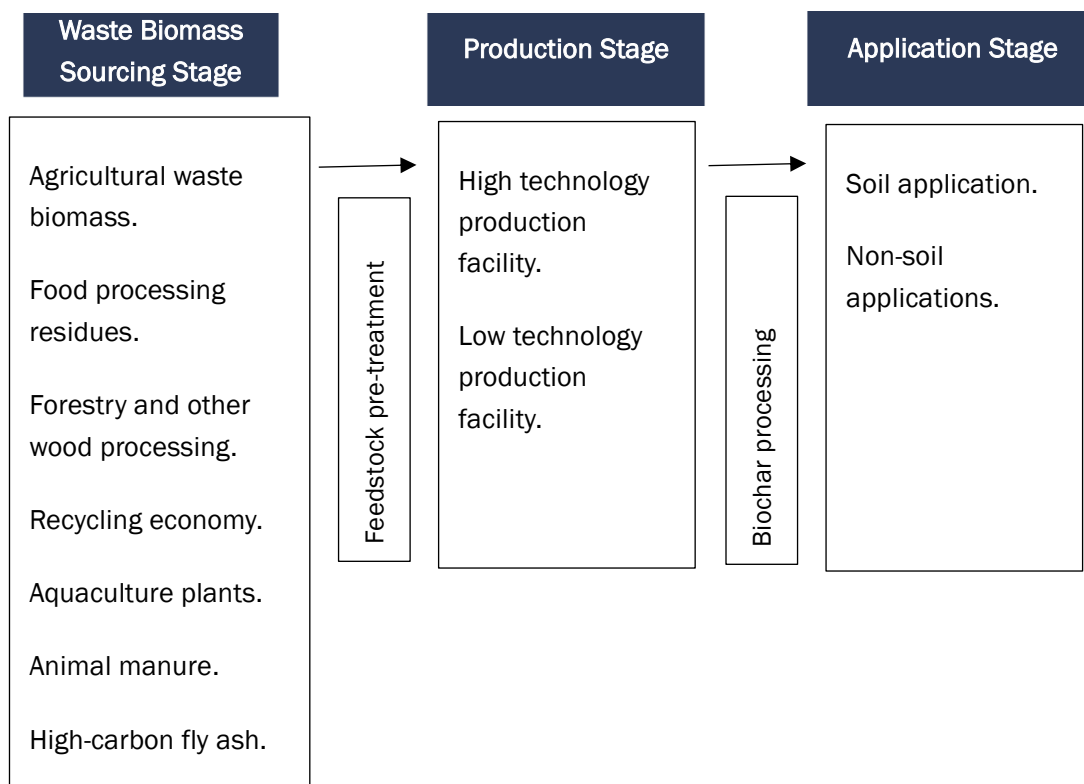 Waste Biomass
Sourcing Stage
Agricultural waste
biomass.
Food processing
residues.
Forestry and other
wood processing.
Recycling economy.
Aquaculture plants.
Animal manure.
High-carbon fly ash.
Feedstock pre-treatment
Production Stage
High technology
production
facility.
Low technology
production
facility.
Biochar processing
Application Stage
Soil application.
Non-soil
applications.